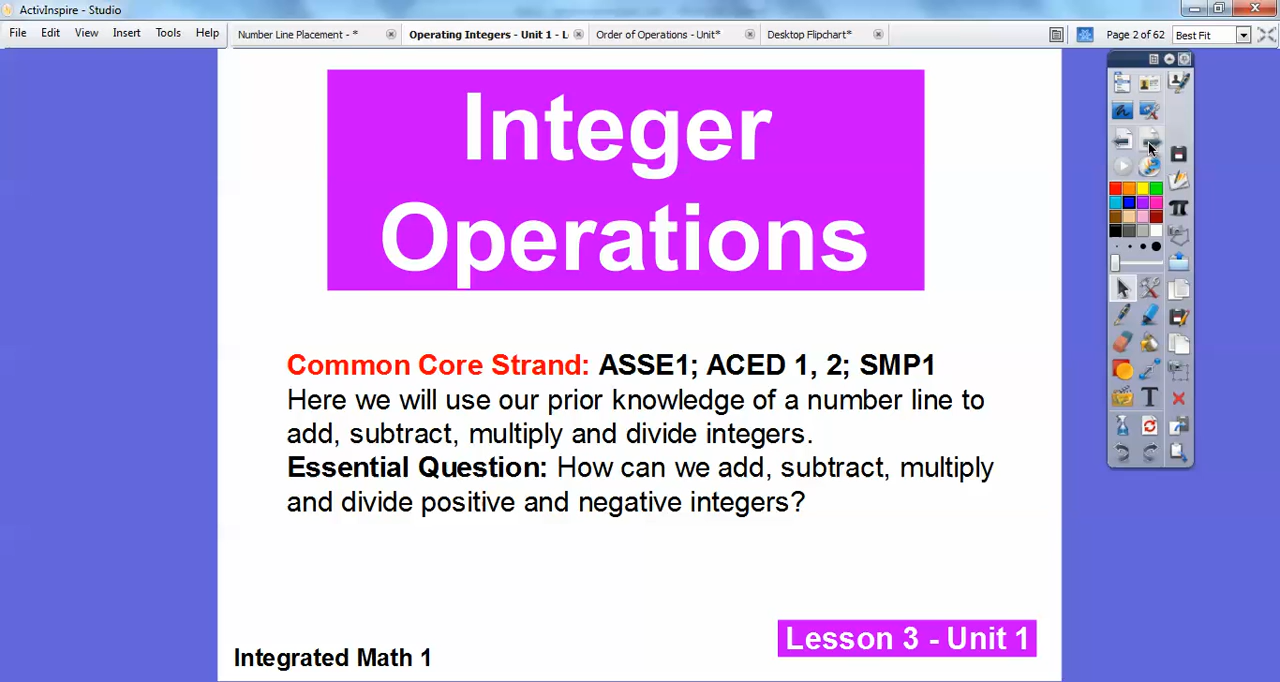 ActivInspire - Studio
File Edit View Insert Tools Help
Number Line Placement - * Operating Integers - Unit 1 - L Order of Operations - Unit* Desktop Flipchart* Page 2 of 62 Best Fit
Integer
Operations
Common Core Strand: ASSE1; ACED 1, 2; SMP1
Here we will use our prior knowledge of a number line to
add, subtract, multiply and divide integers.
Essential Question: How can we add, subtract, multiply
and divide positive and negative integers?
Lesson 3 - Unit 1
Integrated Math 1